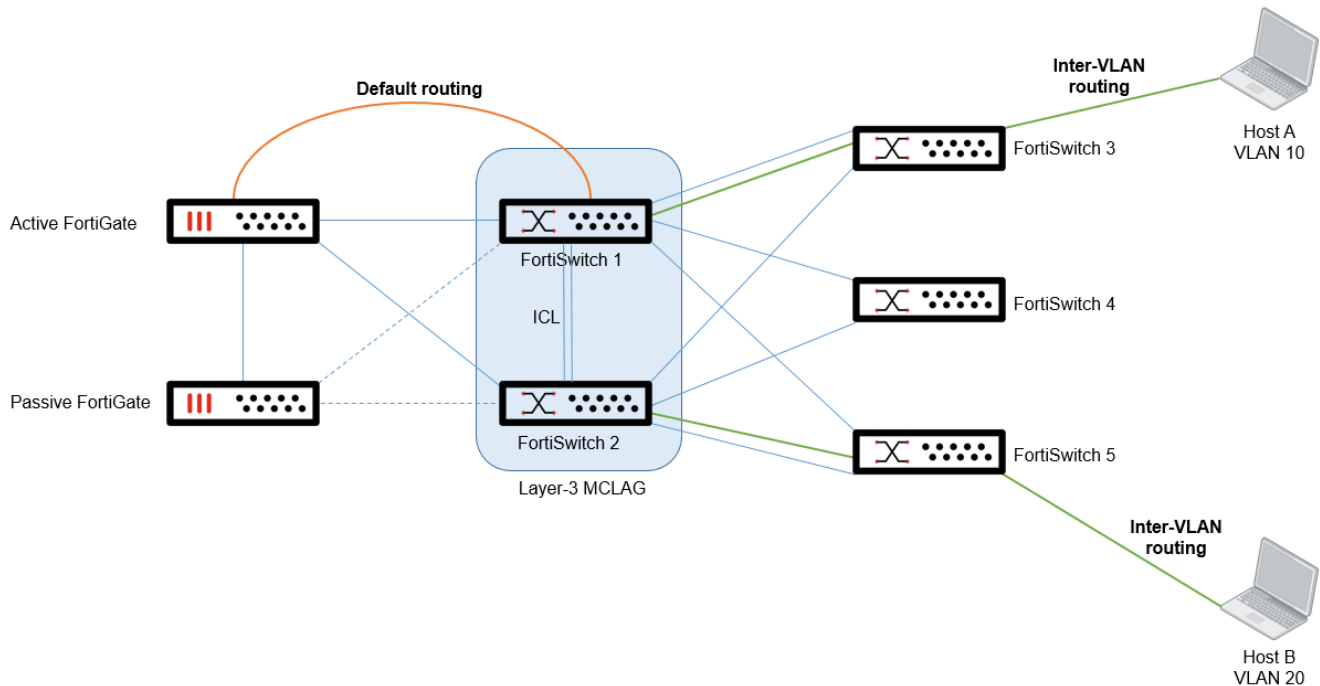 Default routing
Inter-VLAN
routing
Host A
VLAN 10
FortiSwitch 3
Active FortiGate
FortiSwitch 1
FortiSwitch 4
ICL
Passive FortiGate
FortiSwitch 2
FortiSwitch 5
Layer-3 MCLAG
Inter-VLAN
routing
Host B
VLAN 20